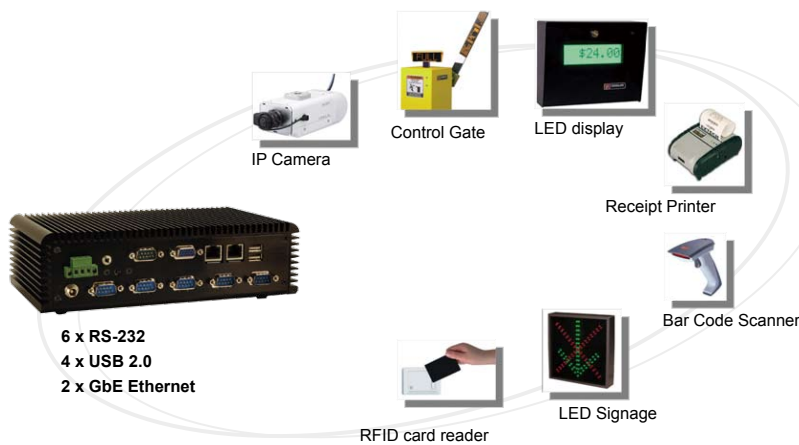 FULL
$24.00
Control Gate
LED display
IP Camera
Receipt Printer
Bar Code Scanner
6 x RS-232
4 x USB 2.0
2 x GbE Ethernet
LED Signage
RFID card reader